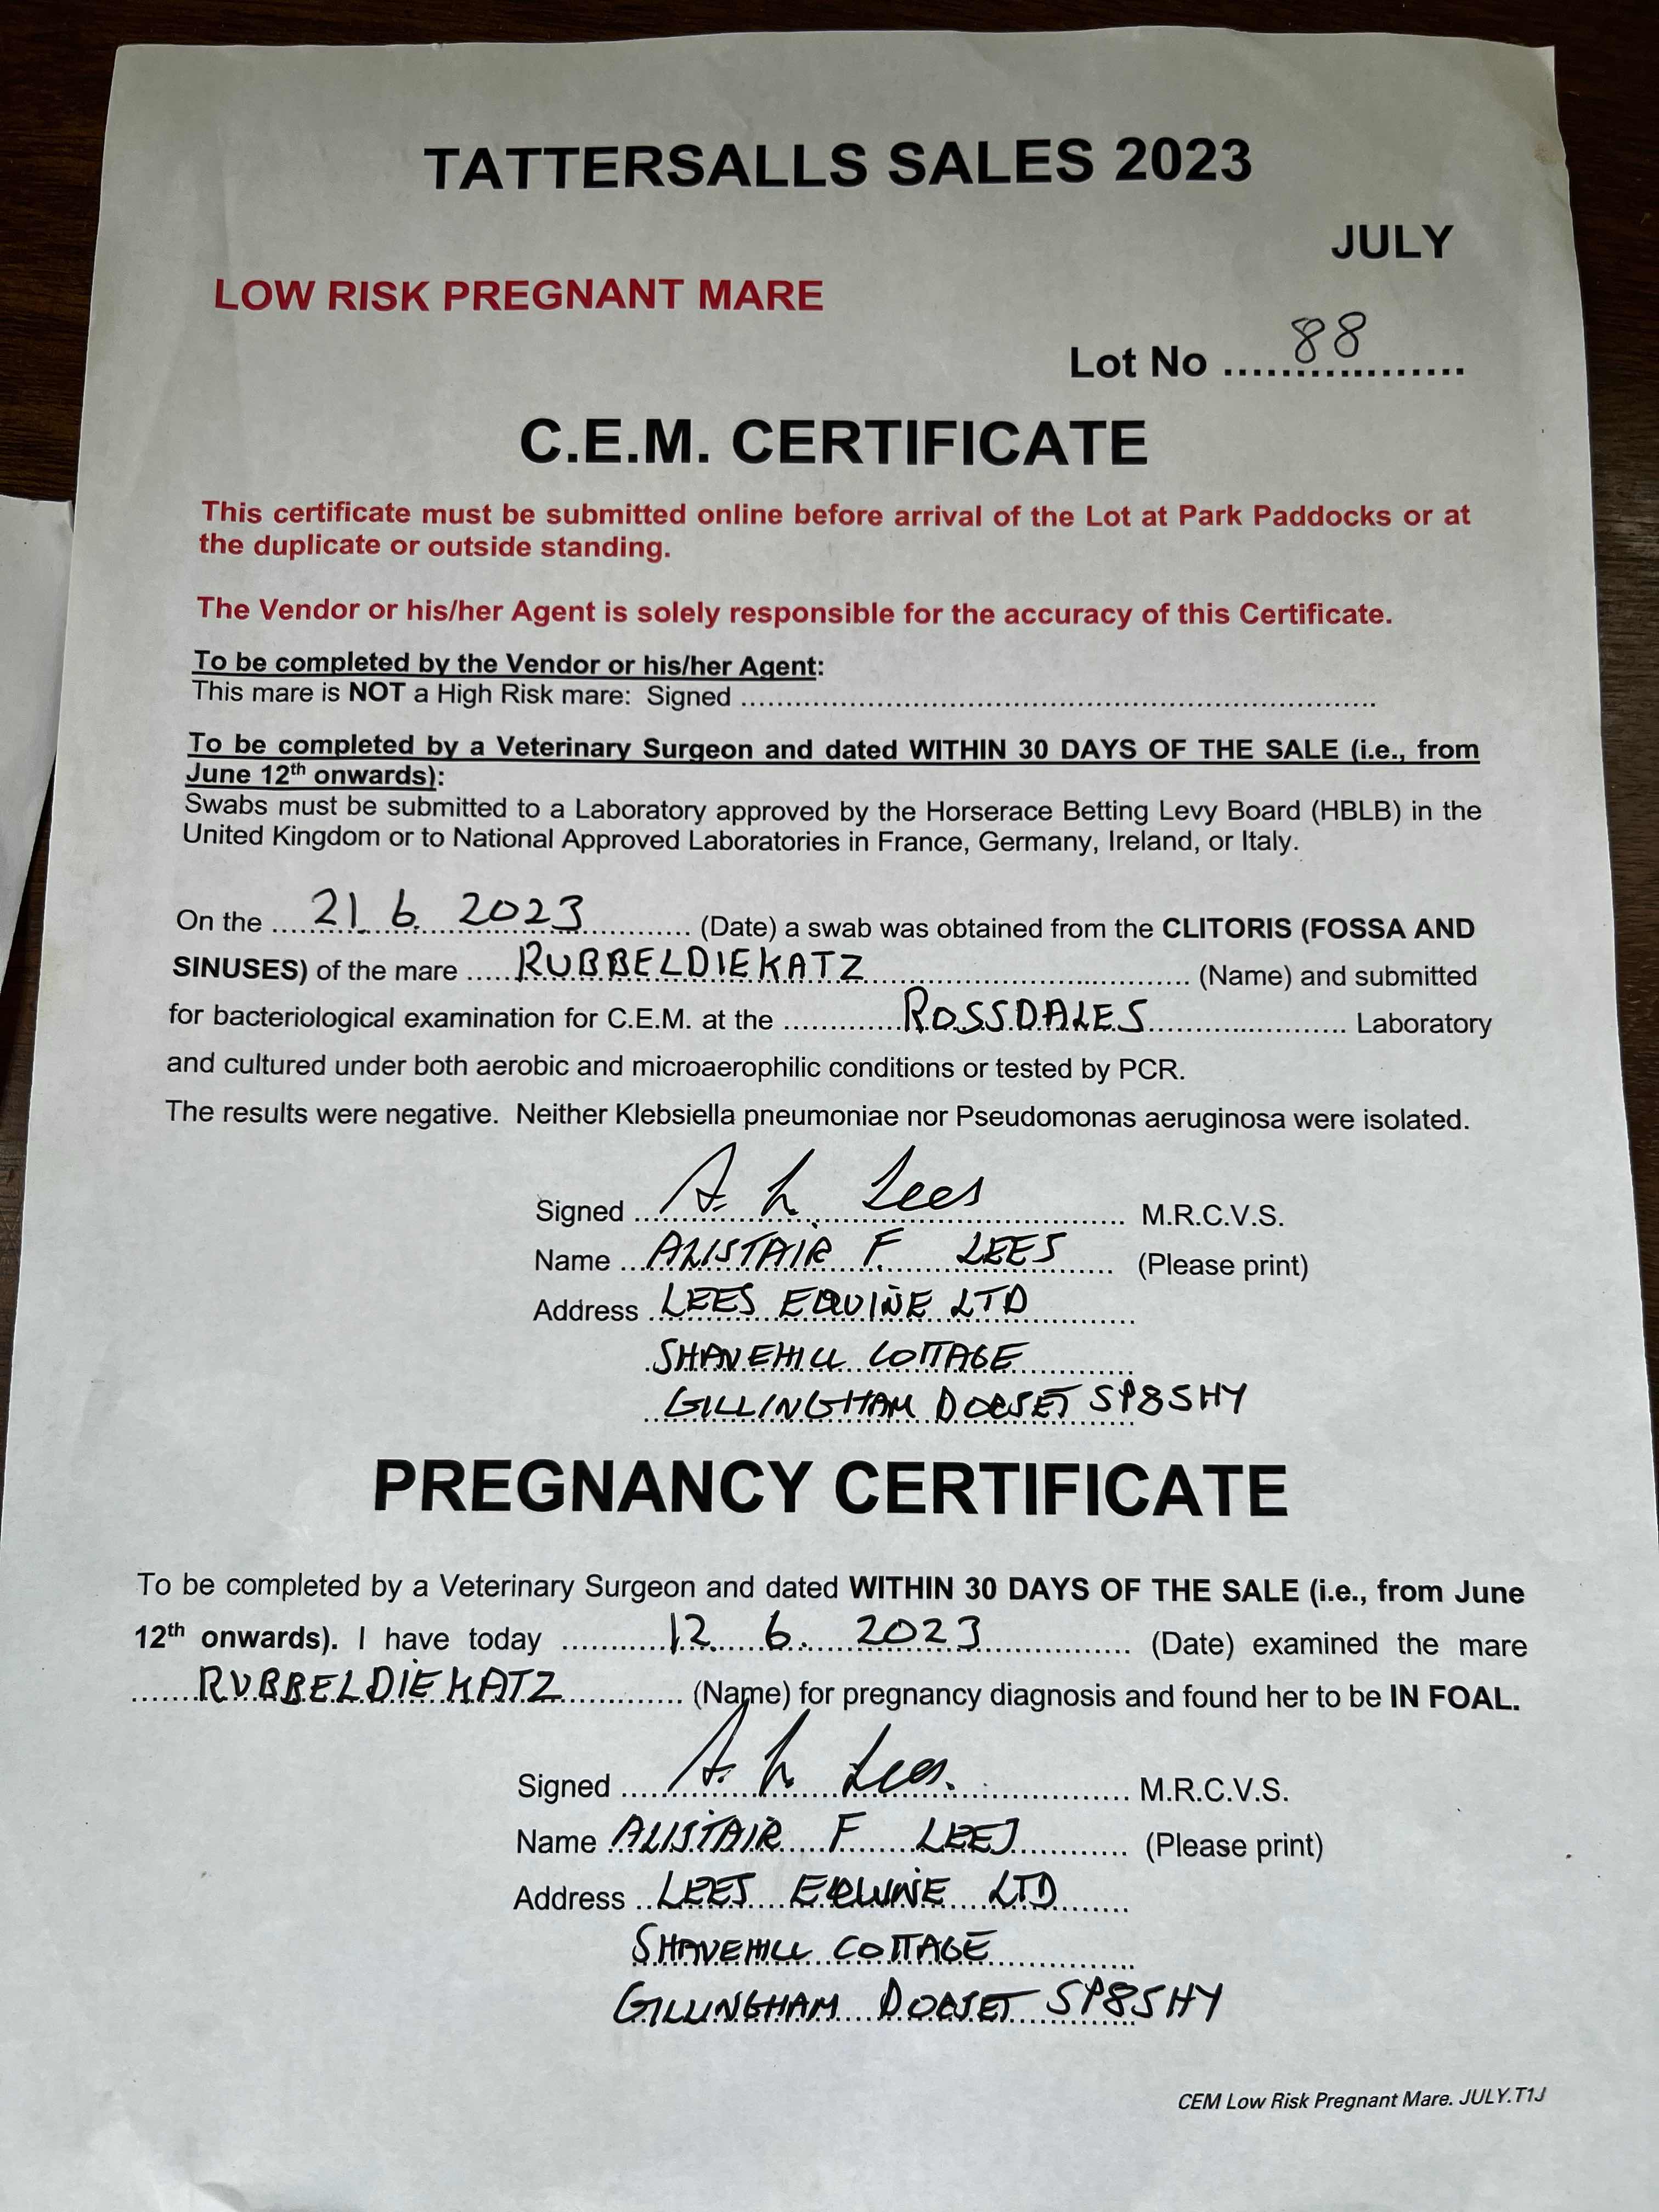 TATTERSALLS SALES 2023
JULY
LOW RISK PREGNANT MARE
Lot No ...... 88 ......
C.E.M. CERTIFICATE
This certificate must be submitted online before arrival of the Lot at Park Paddocks or at
the duplicate or outside standing.
The Vendor or his/her Agent is solely responsible for the accuracy of this Certificate.
To be completed by the Vendor or his/her Agent:
This mare is NOT a High Risk mare: Signed ......
To be completed by a Veterinary Surgeon and dated WITHIN 30 DAYS OF THE SALE (i.e., from
June 12th onwards):
Swabs must be submitted to a Laboratory approved by the Horserace Betting Levy Board (HBLB) in the
United Kingdom or to National Approved Laboratories in France, Germany, Ireland, or Italy.
On the ...... 21. 6. 2023 ...... (Date) a swab was obtained from the CLITORIS (FOSSA AND
SINUSES) of the mare ...... RUBBELDIEKATZ ...... (Name) and submitted
for bacteriological examination for C.E.M. at the ...... ROSSDALES ...... Laboratory
and cultured under both aerobic and microaerophilic conditions or tested by PCR.
The results were negative. Neither Klebsiella pneumoniae nor Pseudomonas aeruginosa were isolated.
Signed ...... A. L. Lees ...... M.R.C.V.S.
Name ... ALISTAIR F. LEES ...... (Please print)
Address ... LEES EQUINE LTD ......
SHAVEHILL COTTAGE
GILLINGHAM DORSET SP85HY
PREGNANCY CERTIFICATE
To be completed by a Veterinary Surgeon and dated WITHIN 30 DAYS OF THE SALE (i.e., from June
12th onwards). I have today ...... 12. 6. 2023 ...... (Date) examined the mare
...... RUBBELDIEKATZ ...... (Name) for pregnancy diagnosis and found her to be IN FOAL.
Signed ...... A. L. Lees. ...... M.R.C.V.S.
Name ... ALISTAIR F LEES ...... (Please print)
Address ... LEES EQUINE LTD ......
SHAVEHILL COTTAGE
GILLINGHAM DORSET SP85HY
CEM Low Risk Pregnant Mare. JULY.T1J